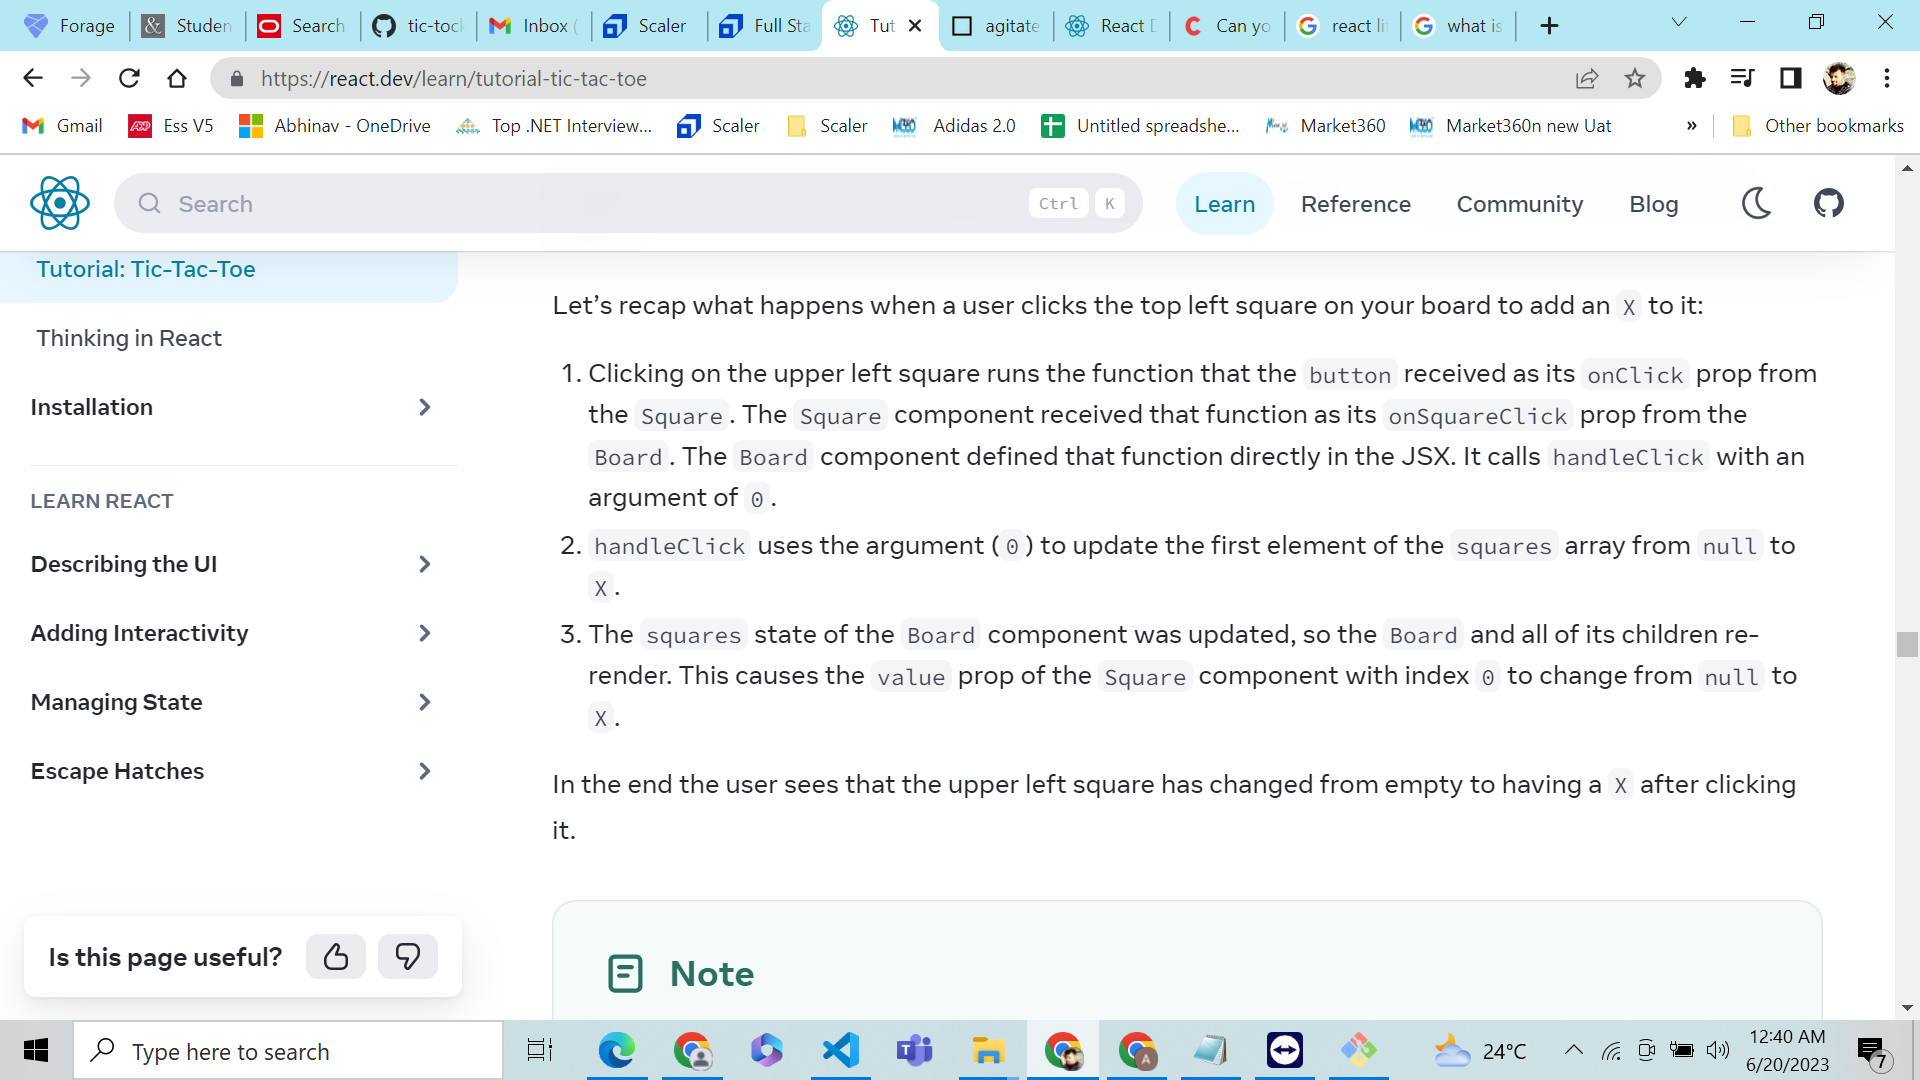 Forage
Studen
Search
tic-tock
Inbox (
Scaler
Full Sta
Tut
agitate
React D
Can yo
react lif
what is
https://react.dev/learn/tutorial-tic-tac-toe
Gmail
Ess V5
Abhinav - OneDrive
Top .NET Interview...
Scaler
Scaler
Adidas 2.0
Untitled spreadshe...
Market360
Market360n new Uat
»
Other bookmarks
Search
Ctrl K
Learn
Reference
Community
Blog
Tutorial: Tic-Tac-Toe
Thinking in React
Installation
LEARN REACT
Describing the UI
Adding Interactivity
Managing State
Escape Hatches
Is this page useful?
Let’s recap what happens when a user clicks the top left square on your board to add an X to it:
1. Clicking on the upper left square runs the function that the button received as its onClick prop from
the Square. The Square component received that function as its onSquareClick prop from the
Board. The Board component defined that function directly in the JSX. It calls handleClick with an
argument of 0.
2. handleClick uses the argument (0) to update the first element of the squares array from null to
X.
3. The squares state of the Board component was updated, so the Board and all of its children re-
render. This causes the value prop of the Square component with index 0 to change from null to
X.
In the end the user sees that the upper left square has changed from empty to having a X after clicking
it.
Note
Type here to search
24°C
12:40 AM
6/20/2023
7